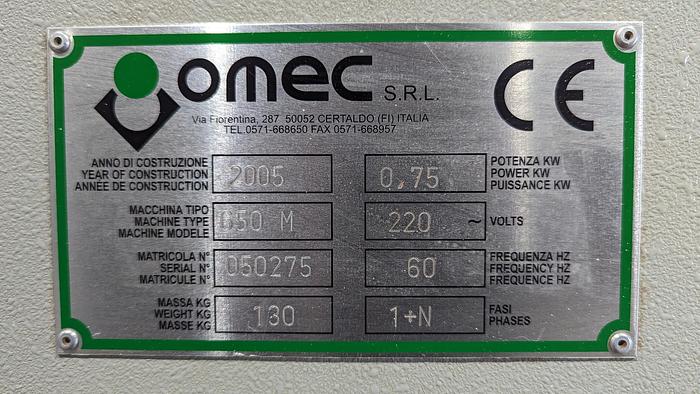 omec S.R.L.
CE
Via Fiorentina, 287 50052 CERTALDO (FI) ITALIA
TEL.0571-668650 FAX 0571-668957
ANNO DI COSTRUZIONE
YEAR OF CONSTRUCTION
ANNÉE DE CONSTRUCTION
2005
0,75
POTENZA KW
POWER KW
PUISSANCE KW
MACCHINA TIPO
MACHINE TYPE
MACHINE MODELE
650 M
220
~ VOLTS
MATRICOLA N°
SERIAL N°
MATRICULE N°
050275
60
FREQUENZA HZ
FREQUENCY HZ
FREQUENCE HZ
MASSA KG
WEIGHT KG
MASSE KG
130
1+N
FASI
PHASES